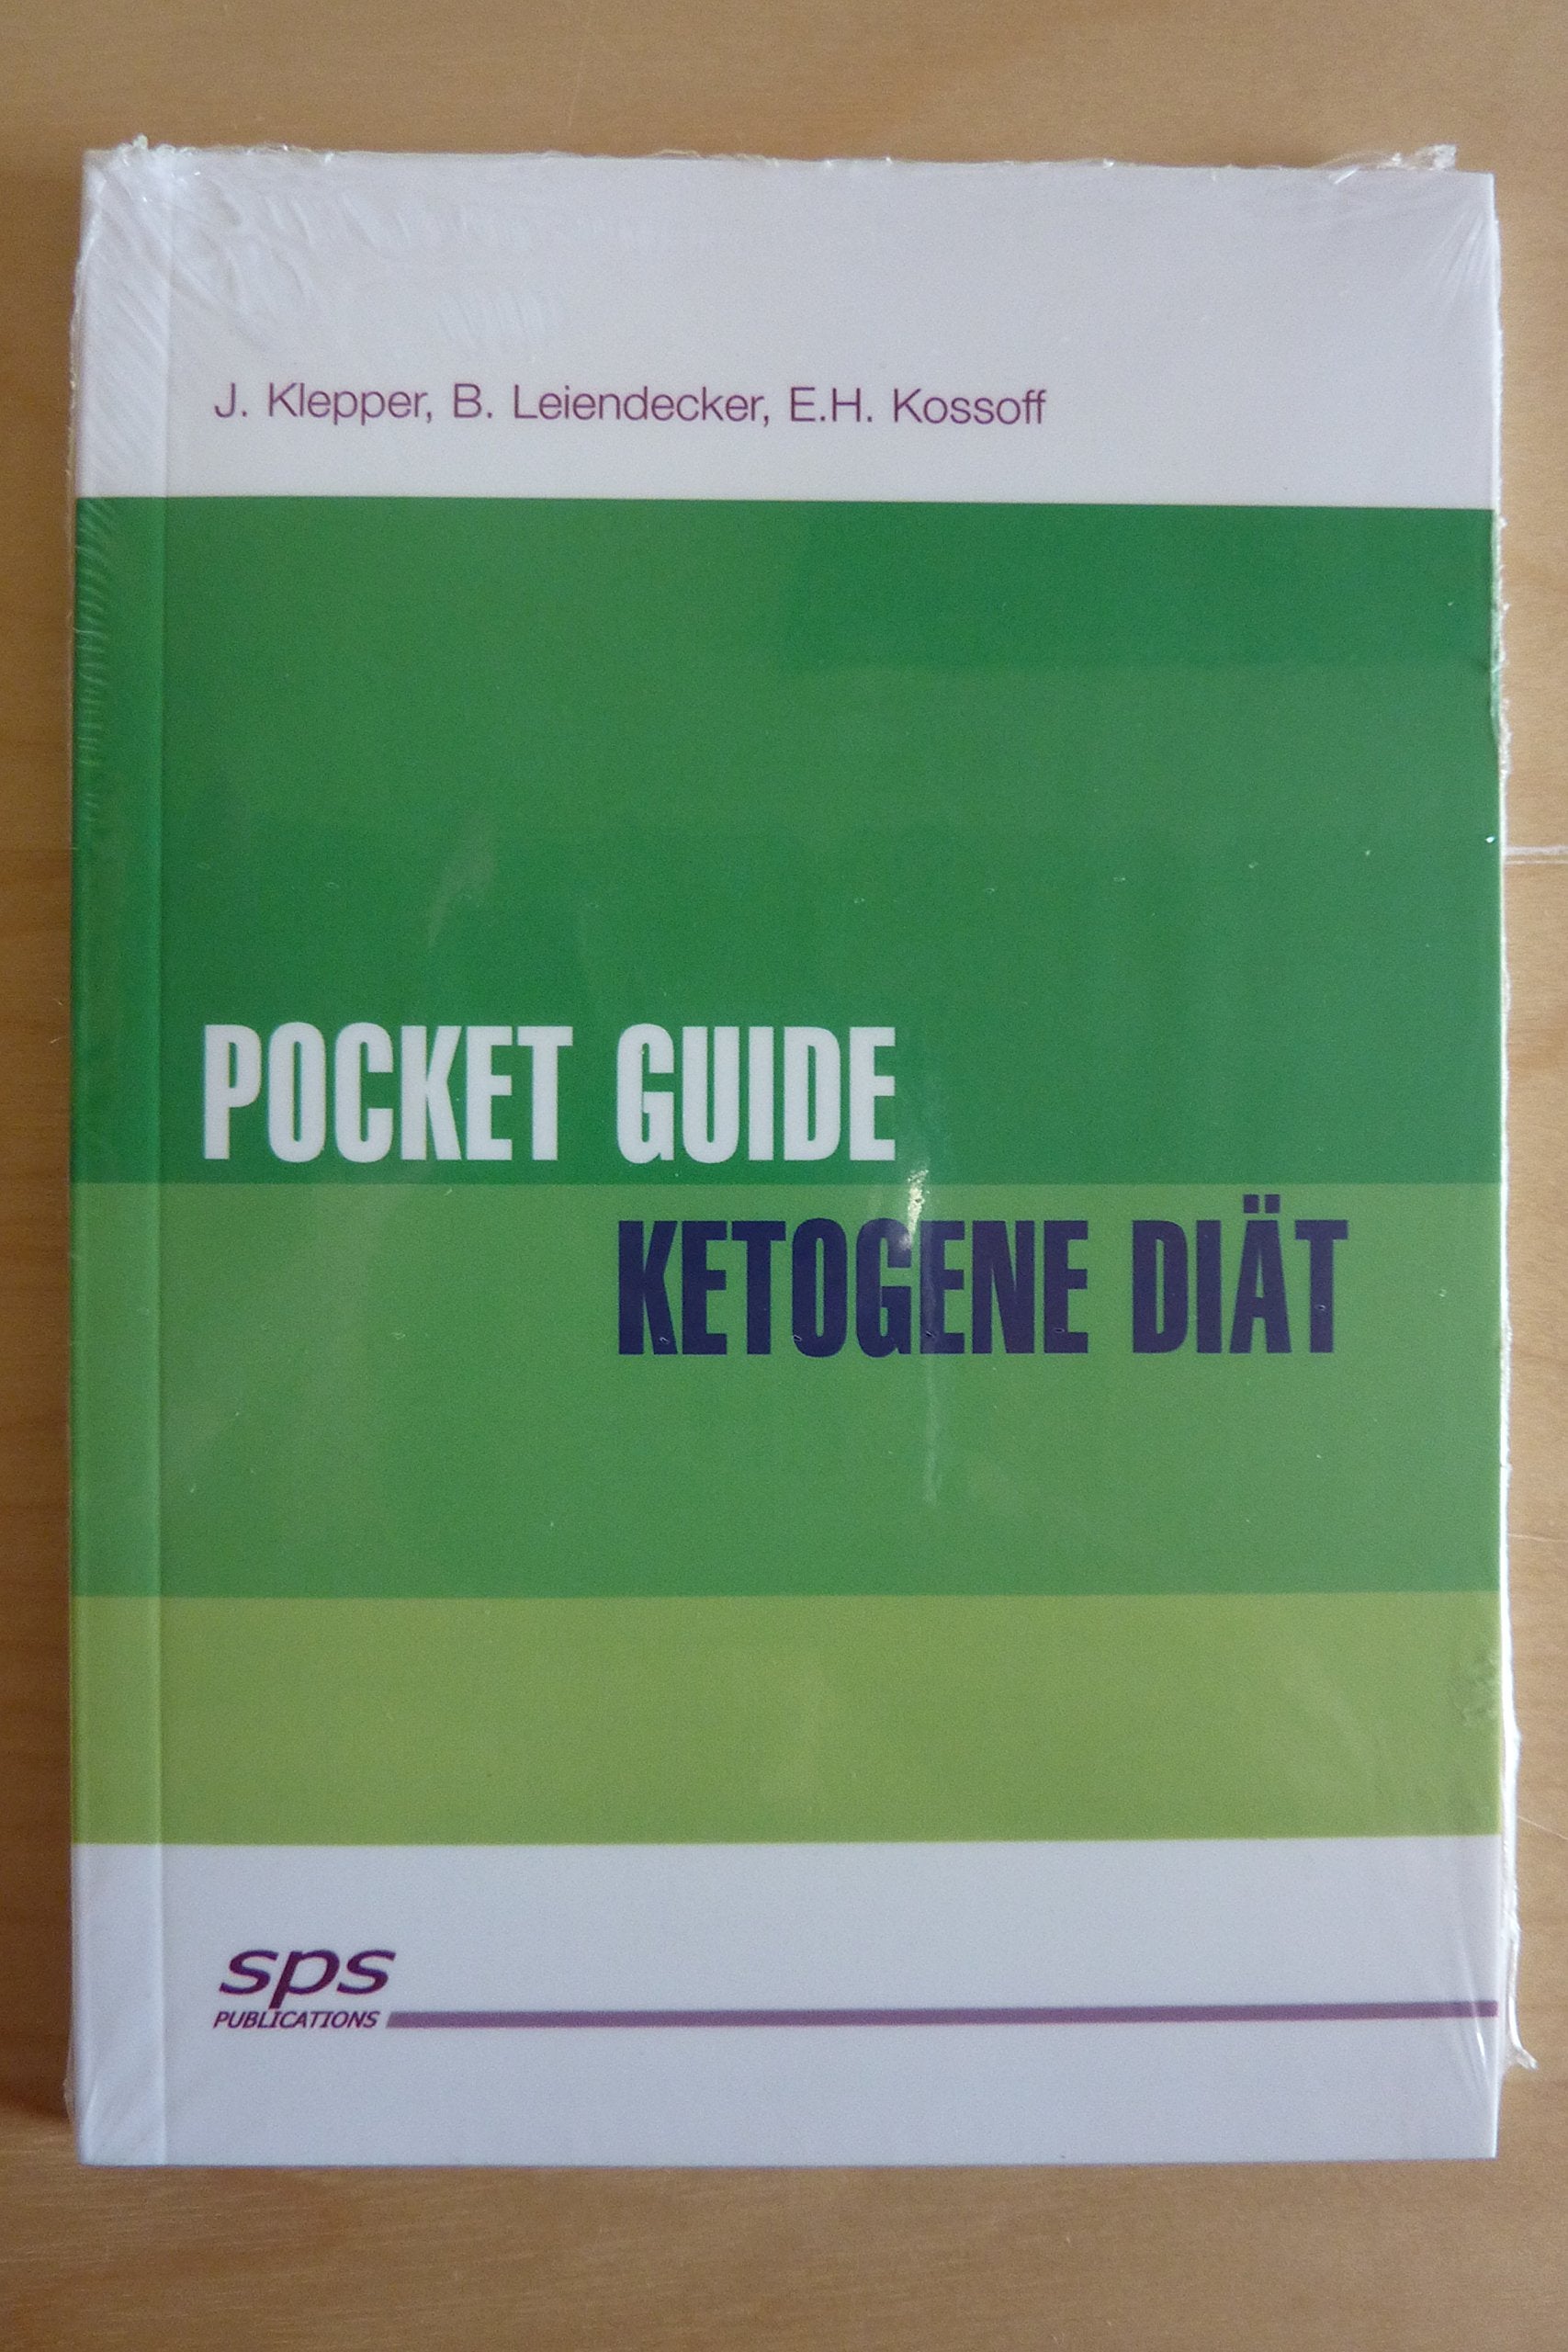 J. Klepper, B. Leiendecker, E.H. Kossoff
POCKET GUIDE
KETOGENE DIÄT
sps
PUBLICATIONS